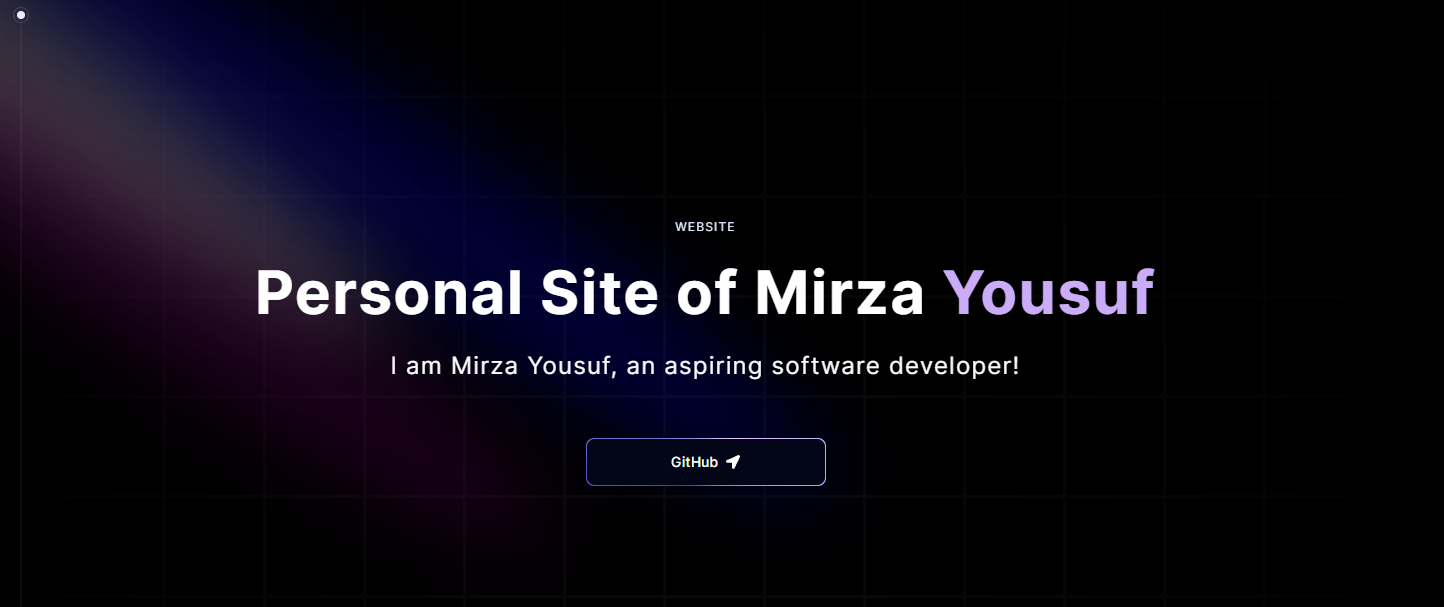 WEBSITE
Personal Site of Mirza Yousuf
I am Mirza Yousuf, an aspiring software developer!
GitHub